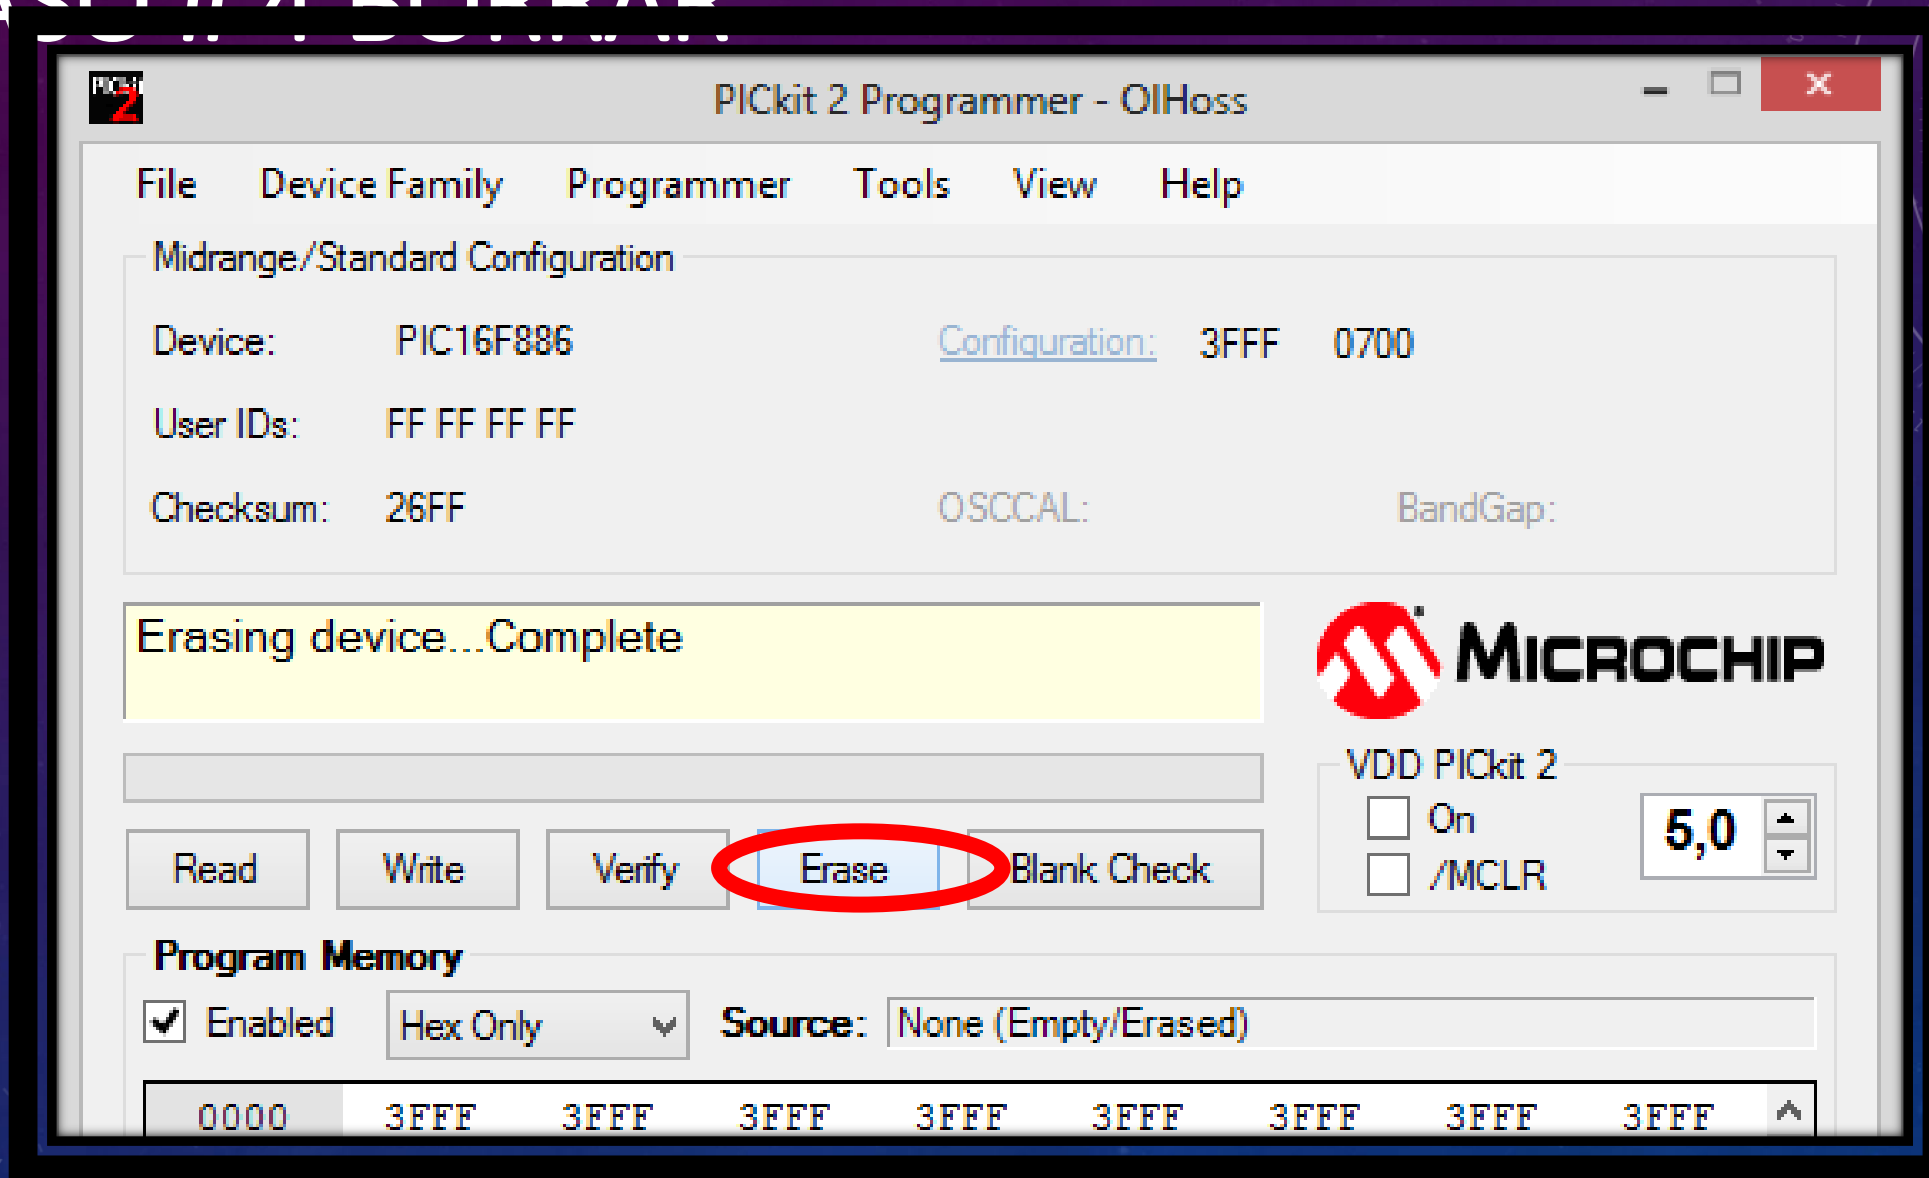 PICkit 2 Programmer - OlHoss
File Device Family Programmer Tools View Help
Midrange/Standard Configuration
Device: PIC16F886 Configuration: 3FFF 0700
User IDs: FF FF FF FF
Checksum: 26FF OSCCAL: BandGap:
Erasing device...Complete
MICROCHIP
VDD PICkit 2
On
5,0
/MCLR
Read Write Verify Erase Blank Check
Program Memory
Enabled Hex Only Source: None (Empty/Erased)
0000 3FFF 3FFF 3FFF 3FFF 3FFF 3FFF 3FFF 3FFF